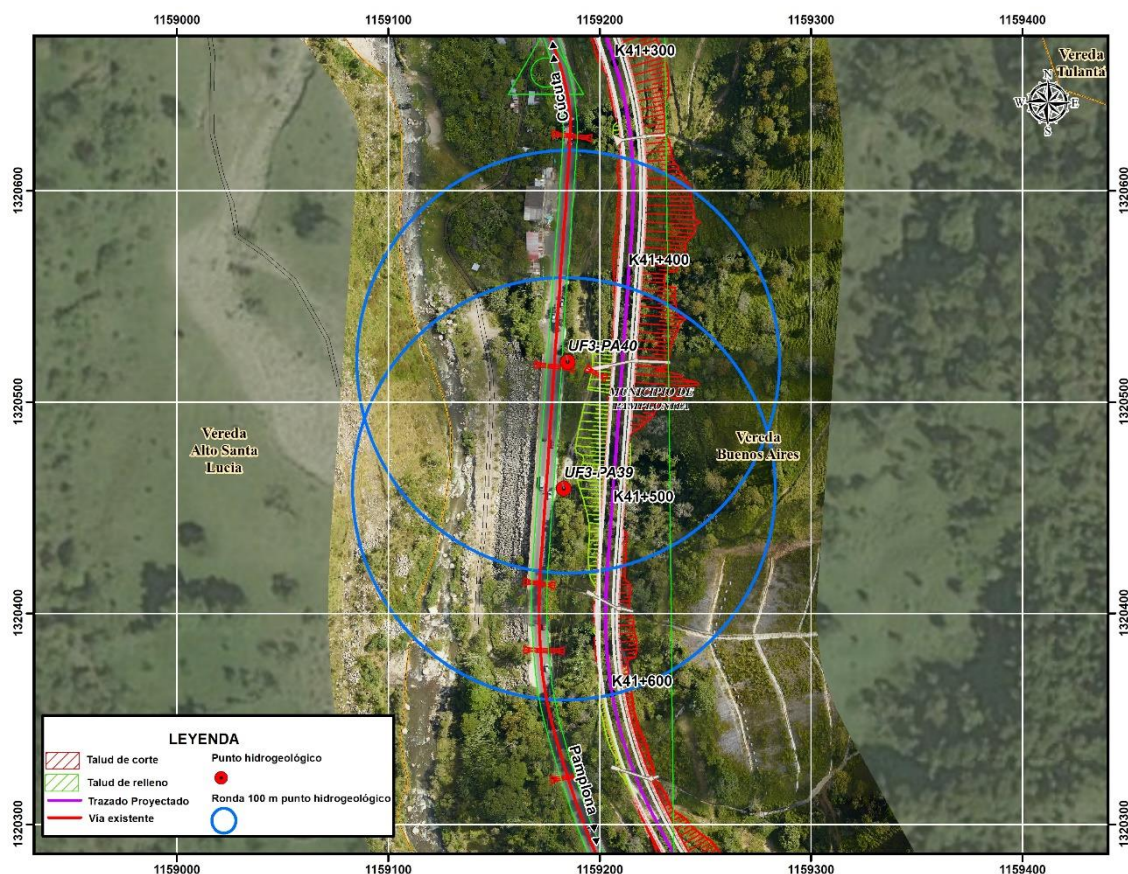 1159000
1159100
1159200
1159300
1159400
K41+300
Vereda
Tulanta
N
W
E
S
Cúcuta
1320600
1320600
K41+400
UF3-PA40
MUNICIPIO DE
PAMPLONITA
1320500
1320500
Vereda
Alto Santa
Lucia
Vereda
Buenos Aires
UF3-PA39
K41+500
1320400
1320400
K41+600
Pamplona
LEYENDA
Talud de corte
Punto hidrogeológico
Talud de relleno
Trazado Proyectado
Ronda 100 m punto hidrogeológico
Vía existente
1320300
1320300
1159000
1159100
1159200
1159300
1159400